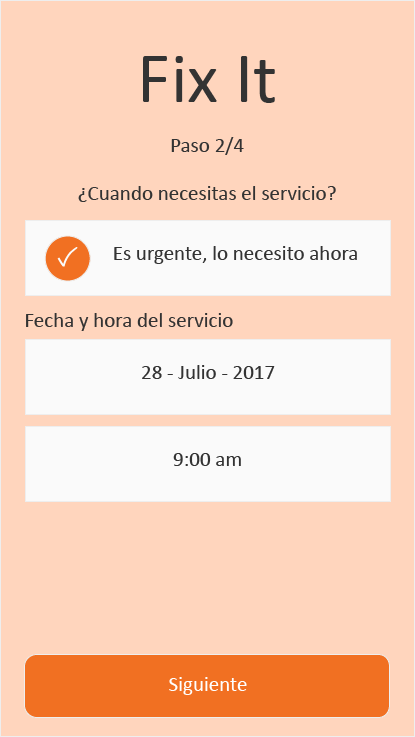 Fix It
Paso 2/4
¿Cuando necesitas el servicio?
Es urgente, lo necesito ahora
Fecha y hora del servicio
28 - Julio - 2017
9:00 am
Siguiente